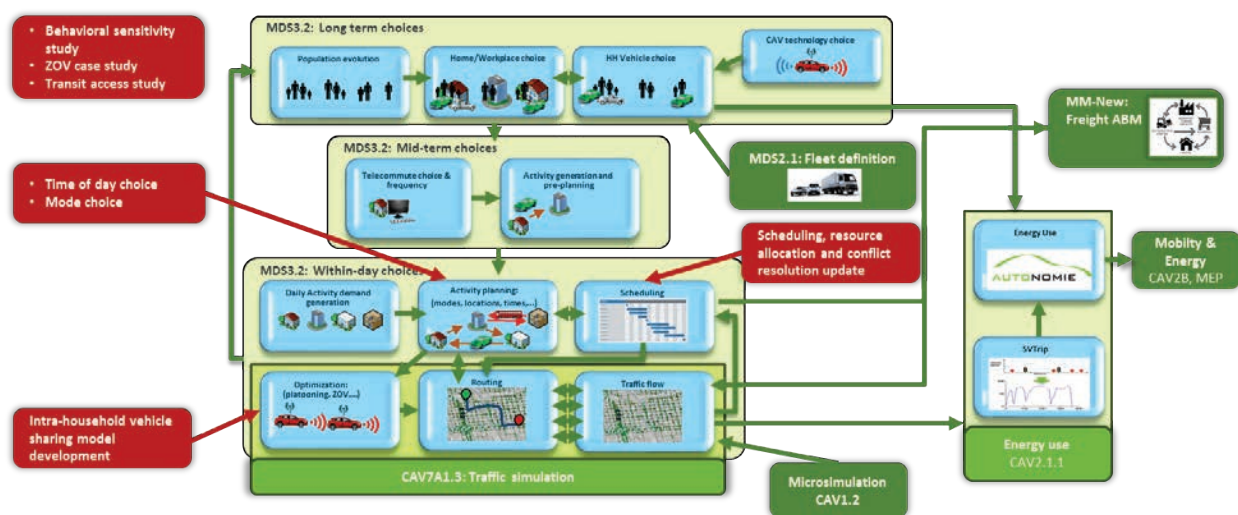 • Behavioral sensitivity
study
• ZOV case study
• Transit access study
MDS3.2: Long term choices
Population evolution
Home/Workplace choice
HH Vehicle choice
CAV technology choice
MM-New:
Freight ABM
MDS2.1: Fleet definition
MDS3.2: Mid-term choices
Telecommute choice &
frequency
Activity generation and
pre-planning
• Time of day choice
• Mode choice
Scheduling, resource
allocation and conflict
resolution update
MDS3.2: Within-day choices
Daily Activity demand
generation
Activity planning:
(modes, locations, times,...)
Scheduling
Energy Use
AUTONOMIE
Mobilty &
Energy
CAV2B, MEP
SVTrip
Optimization:
(platooning, ZOV,...)
Routing
Traffic flow
Intra-household vehicle
sharing model
development
CAV7A1.3: Traffic simulation
Microsimulation
CAV1.2
Energy use
CAV2.1.1